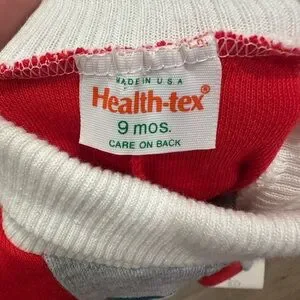 MADE IN U.S.A
Health-tex®
9 mos.
CARE ON BACK